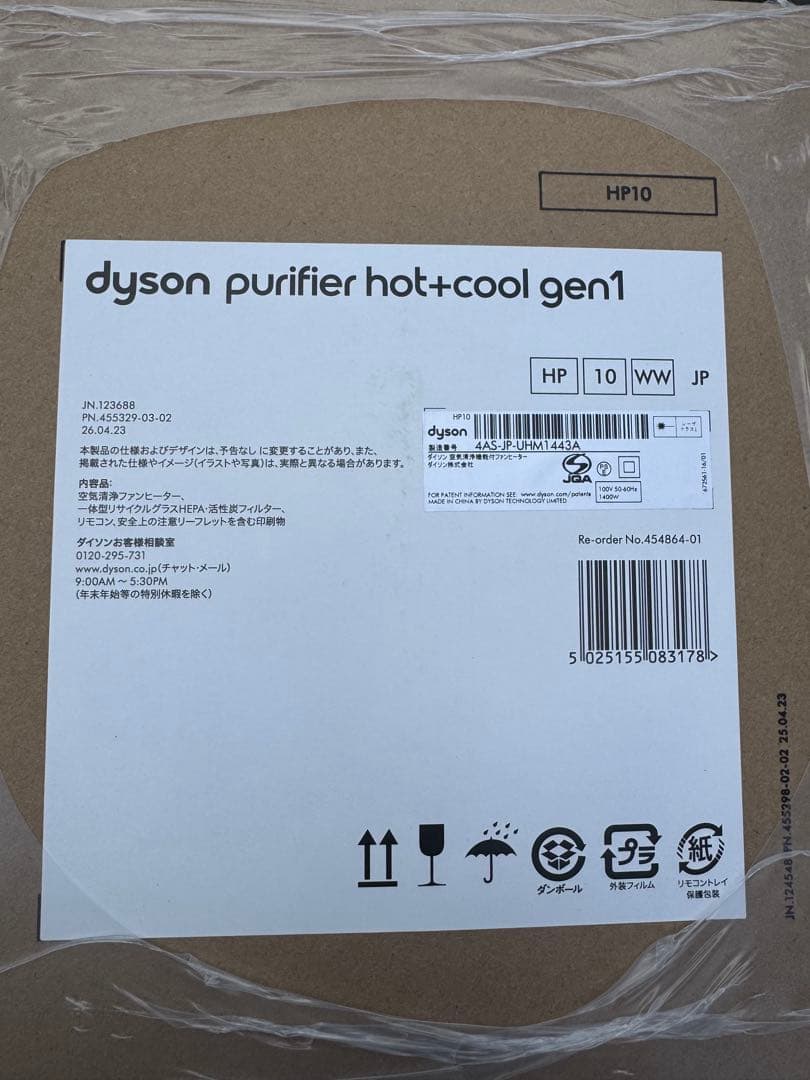 HP10
dyson purifier hot+cool gen1
HP 10 WW JP
JN.123688
PN.455329-03-02
26.04.23
本製品の仕様およびデザインは、予告なしに変更することがあり、また、
掲載された仕様やイメージ(イラストや写真)は、実際と異なる場合があります。
内容品:
空気清浄ファンヒーター、
一体型リサイクルグラスHEPA・活性炭フィルター、
リモコン、安全上の注意リーフレットを含む印刷物
ダイソンお客様相談室
0120-295-731
www.dyson.co.jp(チャット・メール)
9:00AM ～ 5:30PM
(年末年始等の特別休暇を除く)
HP10
dyson
製造番号 4AS-JP-UHM1443A
ダイソン 空気清浄機能付ファンヒーター
ダイソン株式会社
JQA
PS
E
100V 50-60Hz
1400W
FOR PATENT INFORMATION SEE: www.dyson.com/patents
MADE IN CHINA BY DYSON TECHNOLOGY LIMITED
672561-16/01
Re-order No.454864-01
5 025155 083178 >
ダンボール
プラ
外装フィルム
紙
リモコントレイ
保護包装
JN.124548 PN.455298-02-02 25.04.23